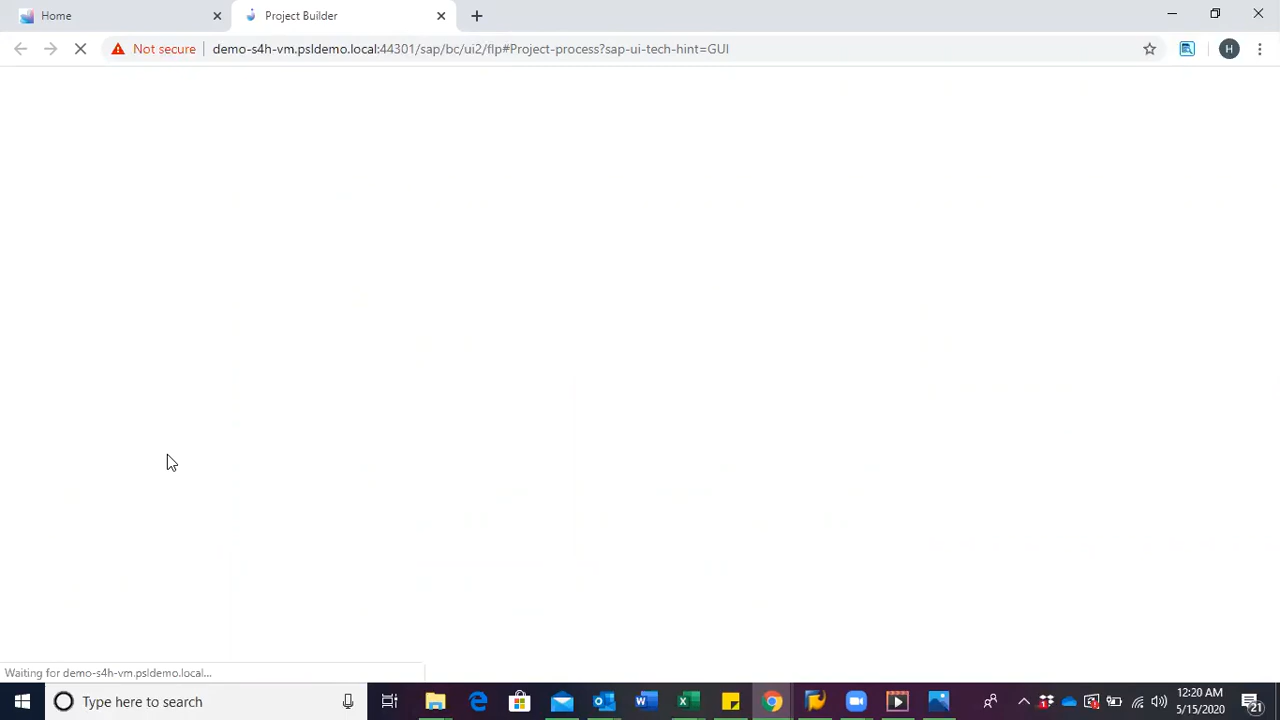 Home
Project Builder
Not secure
demo-s4h-vm.psldemo.local:44301/sap/bc/ui2/flp#Project-process?sap-ui-tech-hint=GUI
H
Waiting for demo-s4h-vm.psldemo.local...
Type here to search
12:20 AM
5/15/2020
21